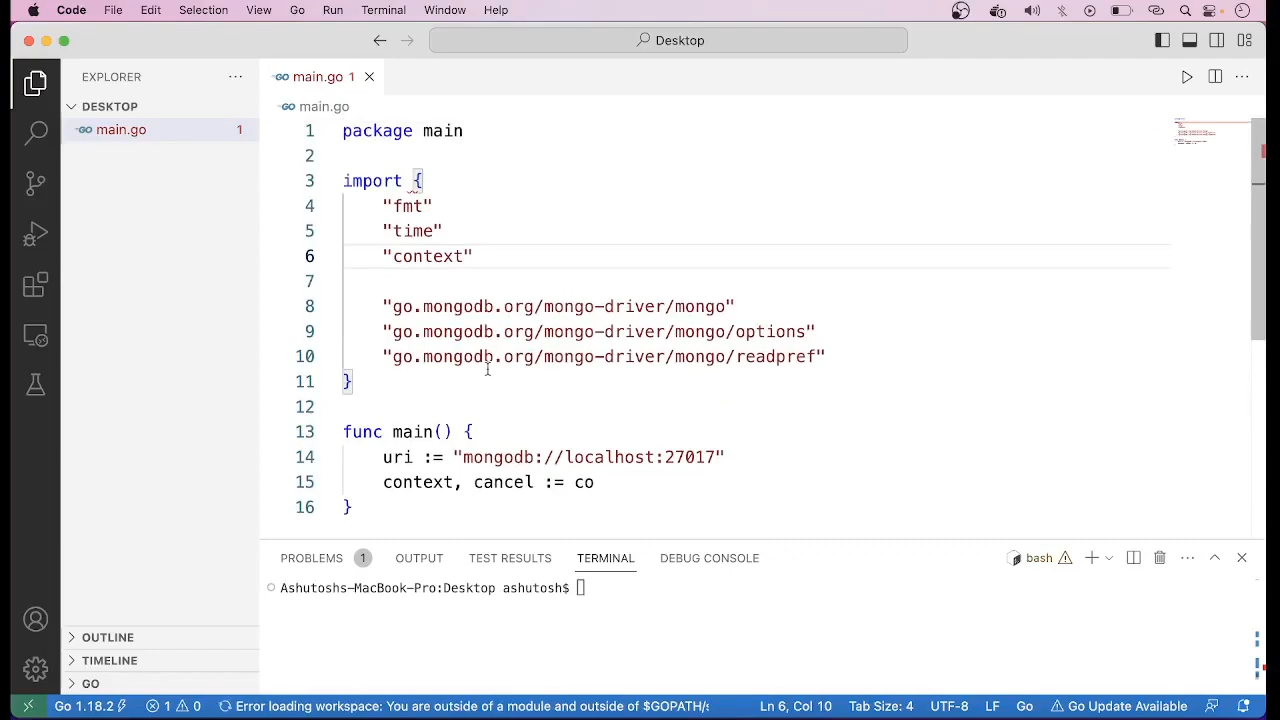 Code File Edit Selection View Go Run Terminal Window Help
Desktop
EXPLORER
DESKTOP
main.go 1
main.go 1
main.go
1 package main
2
3 import {
4 "fmt"
5 "time"
6 "context"
7
8 "go.mongodb.org/mongo-driver/mongo"
9 "go.mongodb.org/mongo-driver/mongo/options"
10 "go.mongodb.org/mongo-driver/mongo/readpref"
11 }
12
13 func main() {
14 uri := "mongodb://localhost:27017"
15 context, cancel := co
16 }
PROBLEMS 1 OUTPUT TEST RESULTS TERMINAL DEBUG CONSOLE bash
Ashutoshs-MacBook-Pro:Desktop ashutosh$
OUTLINE
TIMELINE
GO
Go 1.18.2 1 0 Error loading workspace: You are outside of a module and outside of $GOPATH/s Ln 6, Col 10 Tab Size: 4 UTF-8 LF Go Go Update Available